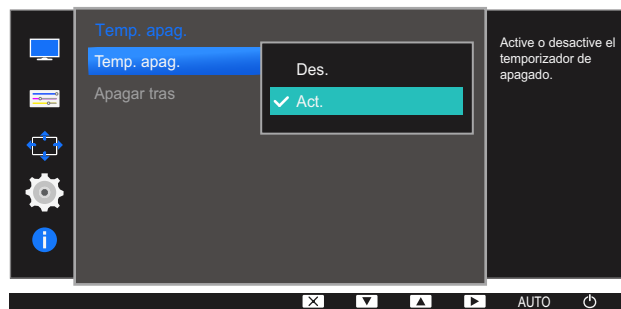 Temp. apag.
Temp. apag.
Apagar tras
Des.
Act.
Active o desactive el
temporizador de
apagado.
AUTO